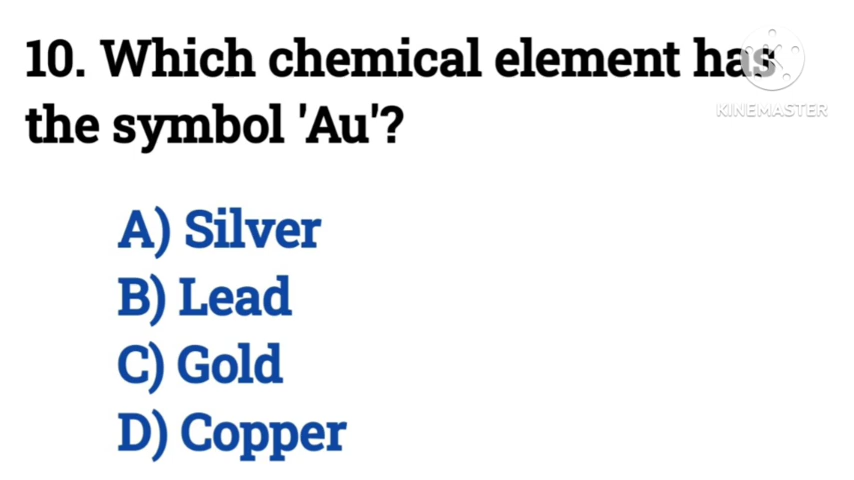 10. Which chemical element has
the symbol 'Au'?
KINEMASTER
A) Silver
B) Lead
C) Gold
D) Copper